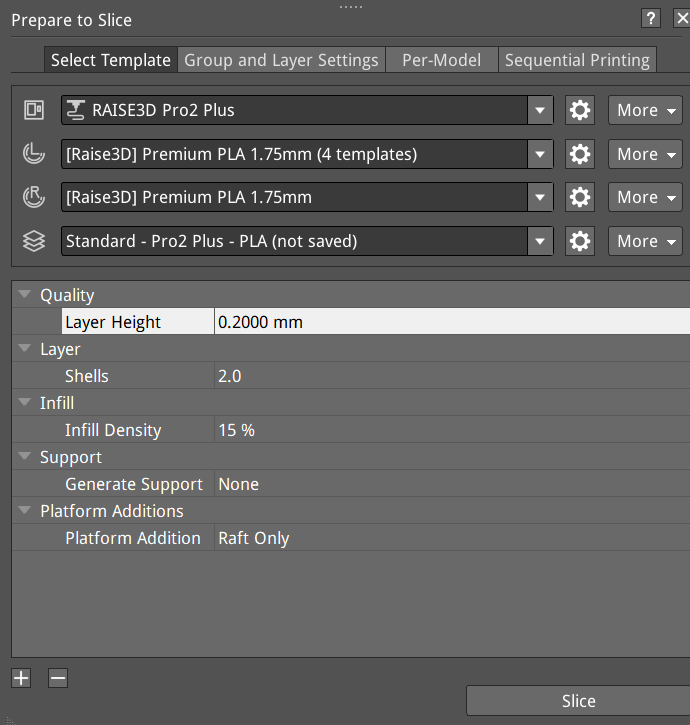 Prepare to Slice ? ×
Select Template Group and Layer Settings Per-Model Sequential Printing
RAISE3D Pro2 Plus More
L [Raise3D] Premium PLA 1.75mm (4 templates) More
R [Raise3D] Premium PLA 1.75mm More
Standard - Pro2 Plus - PLA (not saved) More
Quality
Layer Height 0.2000 mm
Layer
Shells 2.0
Infill
Infill Density 15 %
Support
Generate Support None
Platform Additions
Platform Addition Raft Only
Slice